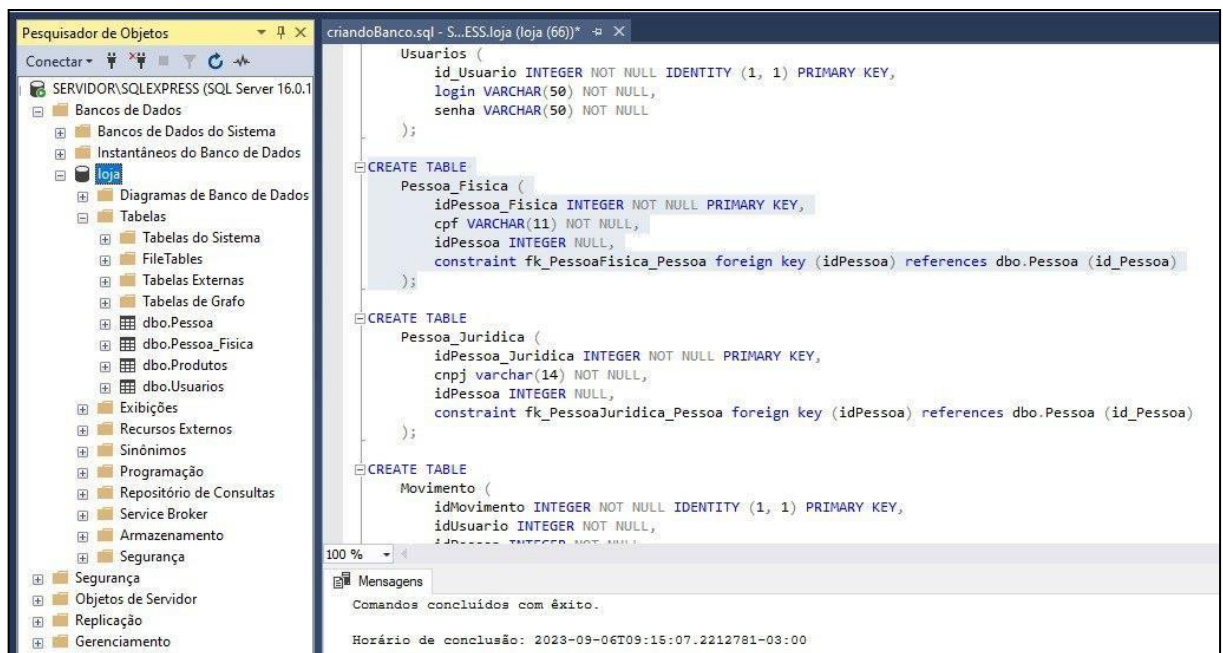 Pesquisador de Objetos
Conectar
SERVIDOR\SQLEXPRESS (SQL Server 16.0.1
Bancos de Dados
Bancos de Dados do Sistema
Instantâneos do Banco de Dados
loja
Diagramas de Banco de Dados
Tabelas
Tabelas do Sistema
FileTables
Tabelas Externas
Tabelas de Grafo
dbo.Pessoa
dbo.Pessoa_Fisica
dbo.Produtos
dbo.Usuarios
Exibições
Recursos Externos
Sinônimos
Programação
Repositório de Consultas
Service Broker
Armazenamento
Segurança
Segurança
Objetos de Servidor
Replicação
Gerenciamento
criandoBanco.sql - S...ESS.loja (loja (66))*
Usuarios (
id_Usuario INTEGER NOT NULL IDENTITY (1, 1) PRIMARY KEY,
login VARCHAR(50) NOT NULL,
senha VARCHAR(50) NOT NULL
);
CREATE TABLE
Pessoa_Fisica (
idPessoa_Fisica INTEGER NOT NULL PRIMARY KEY,
cpf VARCHAR(11) NOT NULL,
idPessoa INTEGER NULL,
constraint fk_PessoaFisica_Pessoa foreign key (idPessoa) references dbo.Pessoa (id_Pessoa)
);
CREATE TABLE
Pessoa_Juridica (
idPessoa_Juridica INTEGER NOT NULL PRIMARY KEY,
cnpj varchar(14) NOT NULL,
idPessoa INTEGER NULL,
constraint fk_PessoaJuridica_Pessoa foreign key (idPessoa) references dbo.Pessoa (id_Pessoa)
);
CREATE TABLE
Movimento (
idMovimento INTEGER NOT NULL IDENTITY (1, 1) PRIMARY KEY,
idUsuario INTEGER NOT NULL,
idPessoa INTEGER NOT NULL,
100 %
Mensagens
Comandos concluídos com êxito.
Horário de conclusão: 2023-09-06T09:15:07.2212781-03:00